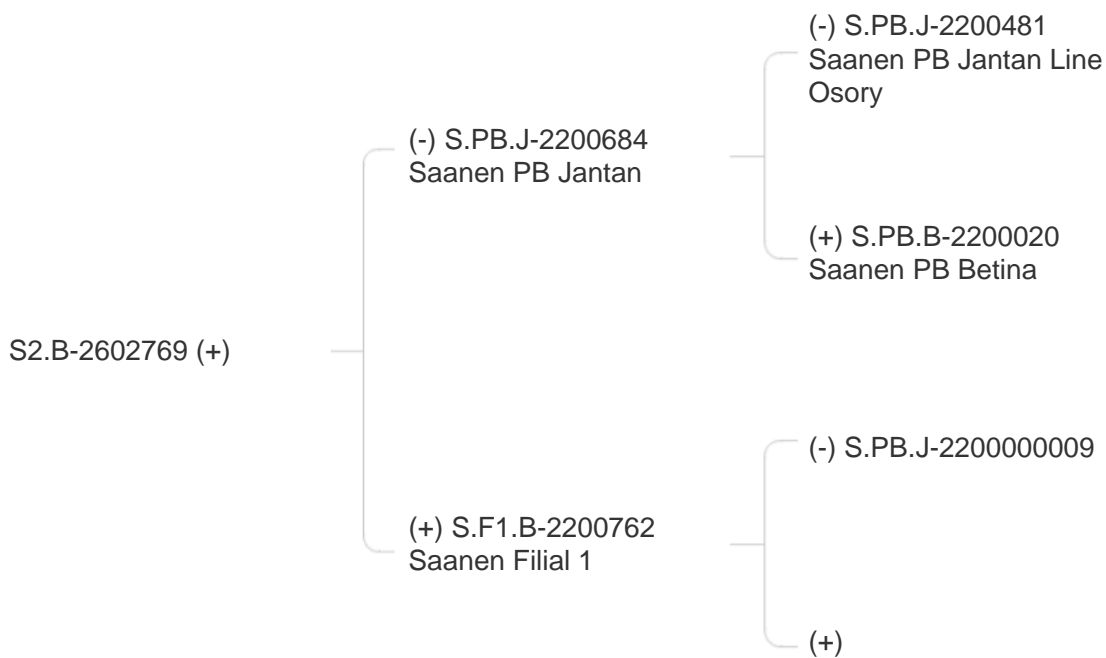 (-) S.PB.J-2200481
Saanen PB Jantan Line
Osory
(-) S.PB.J-2200684
Saanen PB Jantan
(+) S.PB.B-2200020
Saanen PB Betina
S2.B-2602769 (+)
(-) S.PB.J-2200000009
(+) S.F1.B-2200762
Saanen Filial 1
(+)